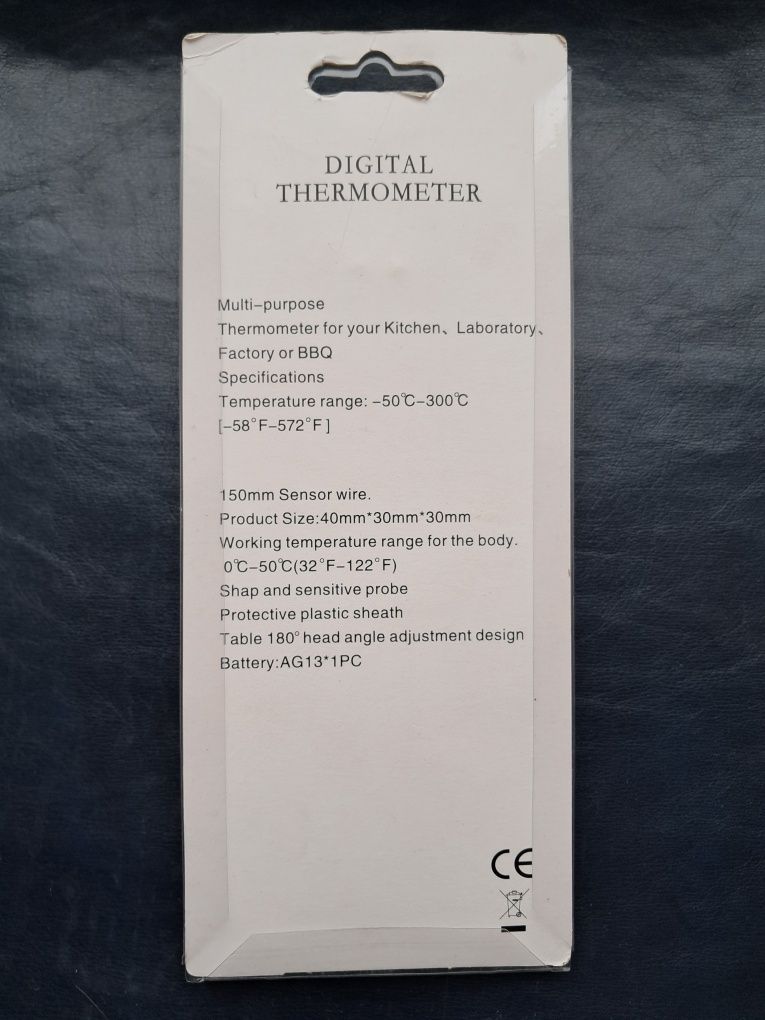 DIGITAL
THERMOMETER
Multi-purpose
Thermometer for your Kitchen、Laboratory、
Factory or BBQ
Specifications
Temperature range: -50℃-300℃
[-58°F-572°F]
150mm Sensor wire.
Product Size:40mm*30mm*30mm
Working temperature range for the body.
0℃-50℃(32°F-122°F)
Shap and sensitive probe
Protective plastic sheath
Table 180° head angle adjustment design
Battery:AG13*1PC
CE